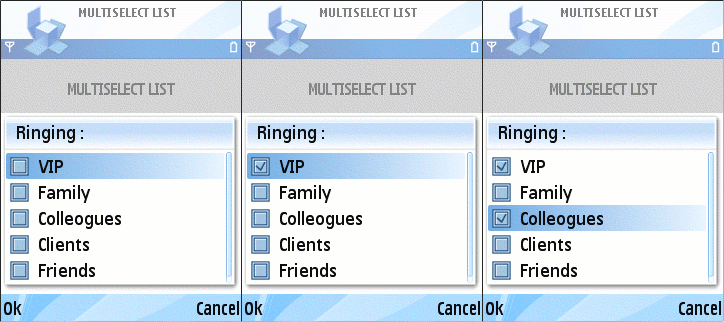 MULTISELECT LIST
MULTISELECT LIST
Ringing :
VIP
Family
Colleogues
Clients
Friends
Ok Cancel
MULTISELECT LIST
MULTISELECT LIST
Ringing :
VIP
Family
Colleogues
Clients
Friends
Ok Cancel
MULTISELECT LIST
MULTISELECT LIST
Ringing :
VIP
Family
Colleogues
Clients
Friends
Ok Cancel